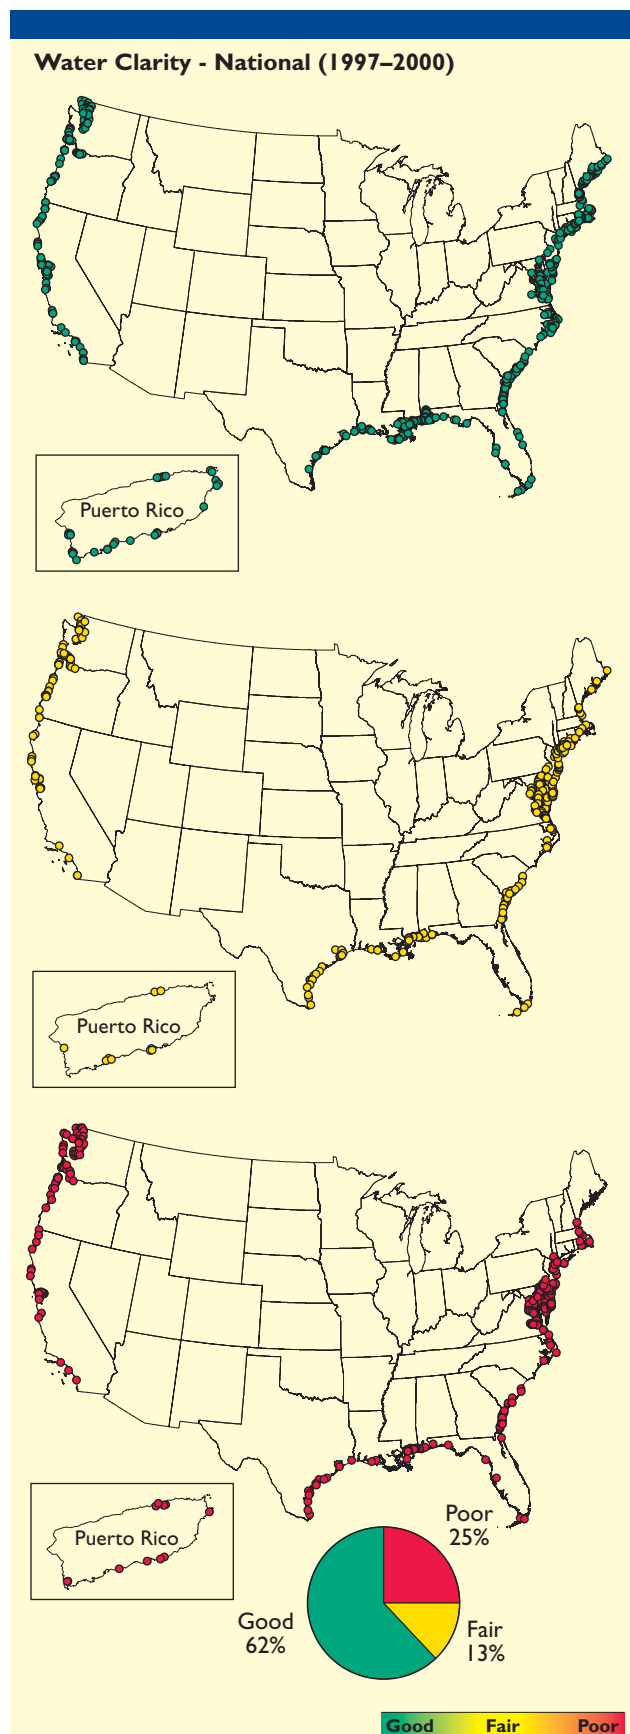 Water Clarity - National (1997–2000)
Puerto Rico
Puerto Rico
Puerto Rico
Poor
25%
Good
62%
Fair
13%
Good Fair Poor